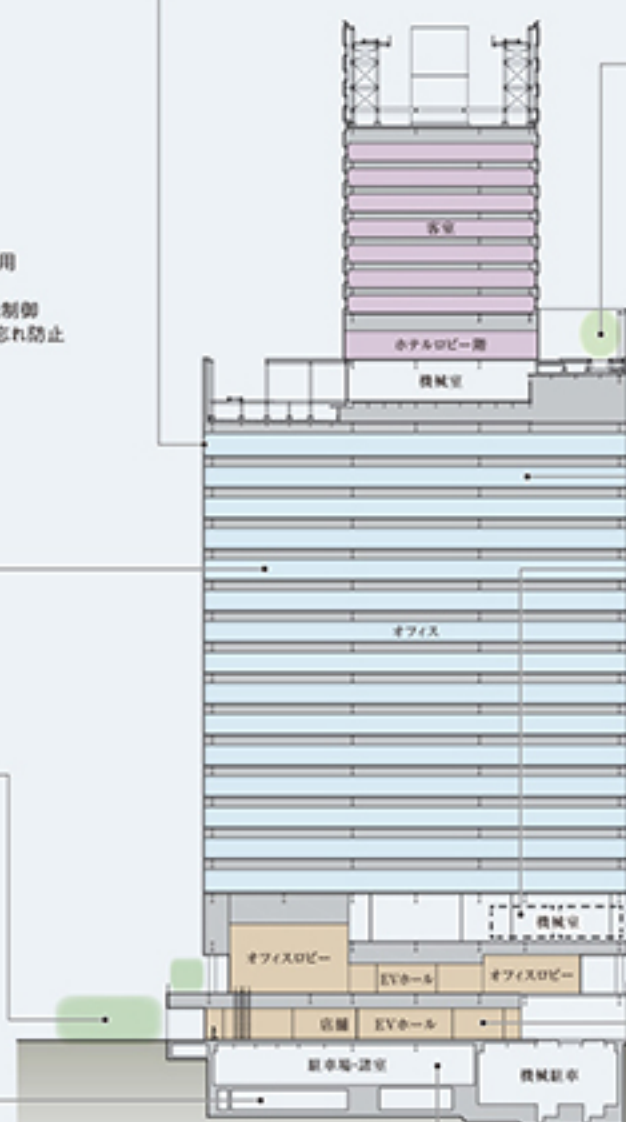 用
制御
忘れ防止
客室
ホテルロビー階
機械室
オフィス
機械室
オフィスロビー
EVホール
オフィスロビー
店舗
EVホール
駐車場・諸室
機械駐車